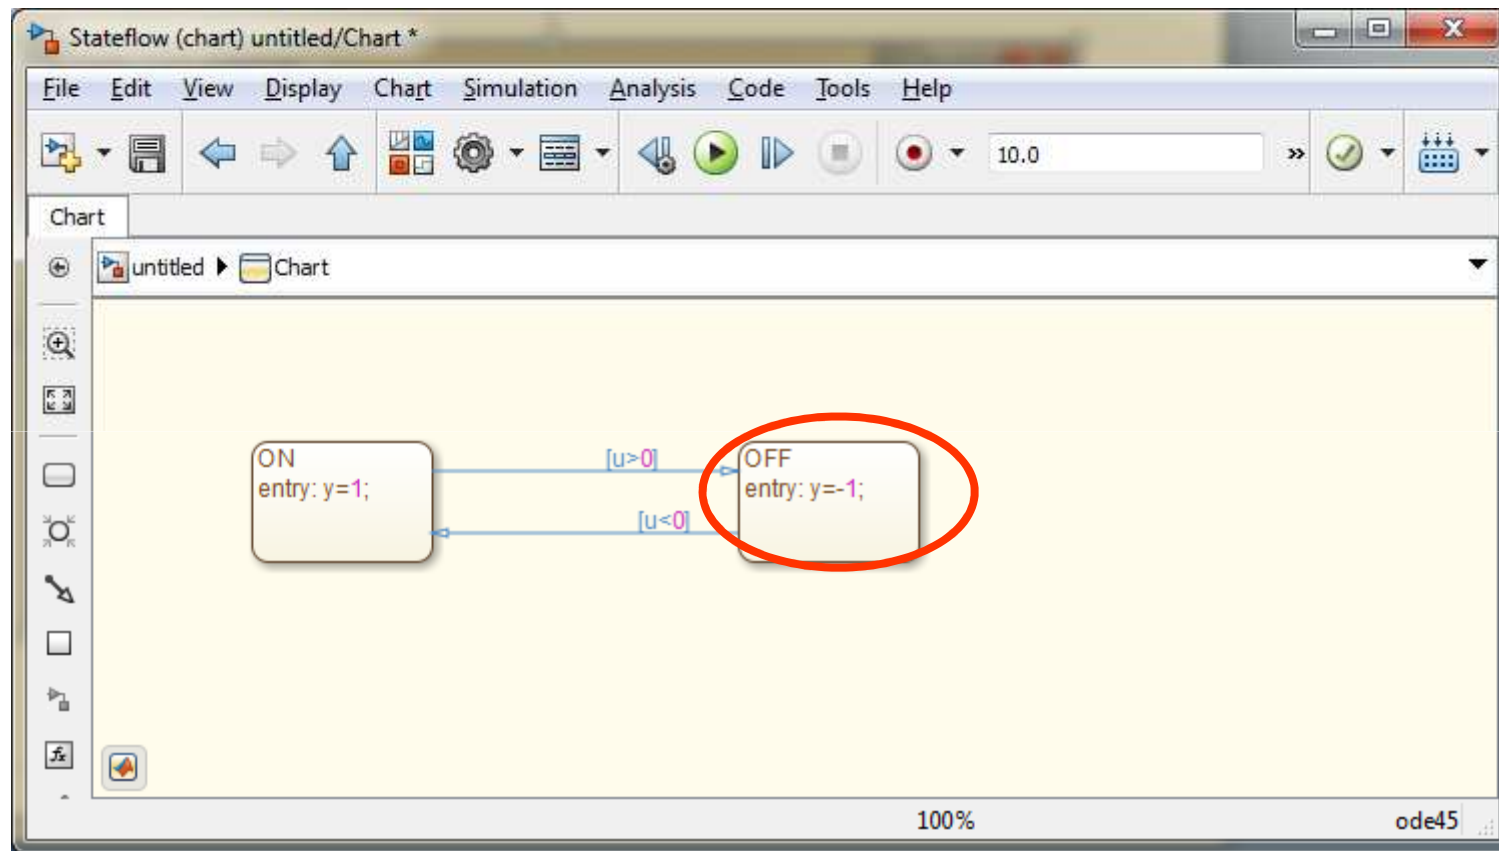 Stateflow (chart) untitled/Chart *
File Edit View Display Chart Simulation Analysis Code Tools Help
10.0 »
Chart
untitled Chart
ON
entry: y=1;
[u>0]
[u<0]
OFF
entry: y=-1;
fx
100% ode45